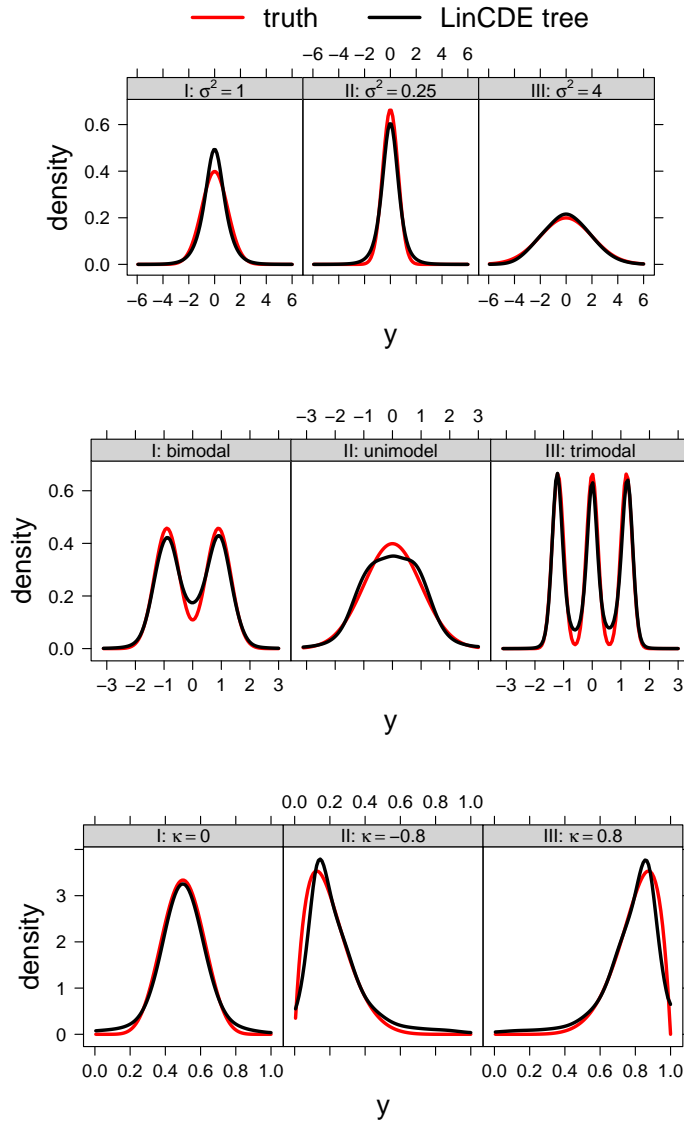 truth LinCDE tree
−6 −4 −2 0 2 4 6
I: σ² = 1 II: σ² = 0.25 III: σ² = 4
density
0.6
0.4
0.2
0.0
−6 −4 −2 0 2 4 6 −6 −4 −2 0 2 4 6
y
−3 −2 −1 0 1 2 3
I: bimodal II: unimodel III: trimodal
density
0.6
0.4
0.2
0.0
−3 −2 −1 0 1 2 3 −3 −2 −1 0 1 2 3
y
0.0 0.2 0.4 0.6 0.8 1.0
I: κ = 0 II: κ = −0.8 III: κ = 0.8
density
3
2
1
0
0.0 0.2 0.4 0.6 0.8 1.0 0.0 0.2 0.4 0.6 0.8 1.0
y